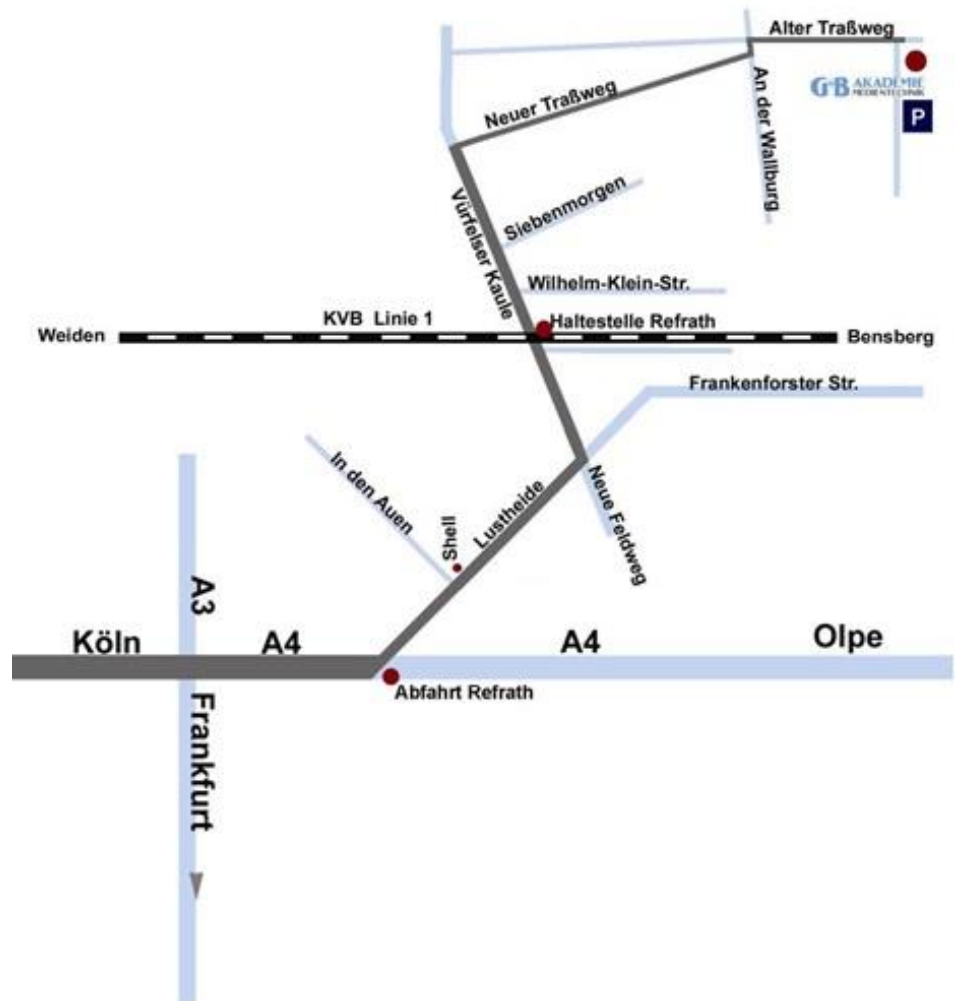 Alter Traßweg
G+B AKADEMIE
MEDIENTECHNIK
P
Neuer Traßweg
An der Wallburg
Siebenmorgen
Vürfelser Kaule
Wilhelm-Klein-Str.
KVB Linie 1
Haltestelle Refrath
Weiden
Bensberg
Frankenforster Str.
In den Auen
Shell
Lustheide
Neue Feldweg
A3
Köln
A4
A4
Olpe
Abfahrt Refrath
Frankfurt